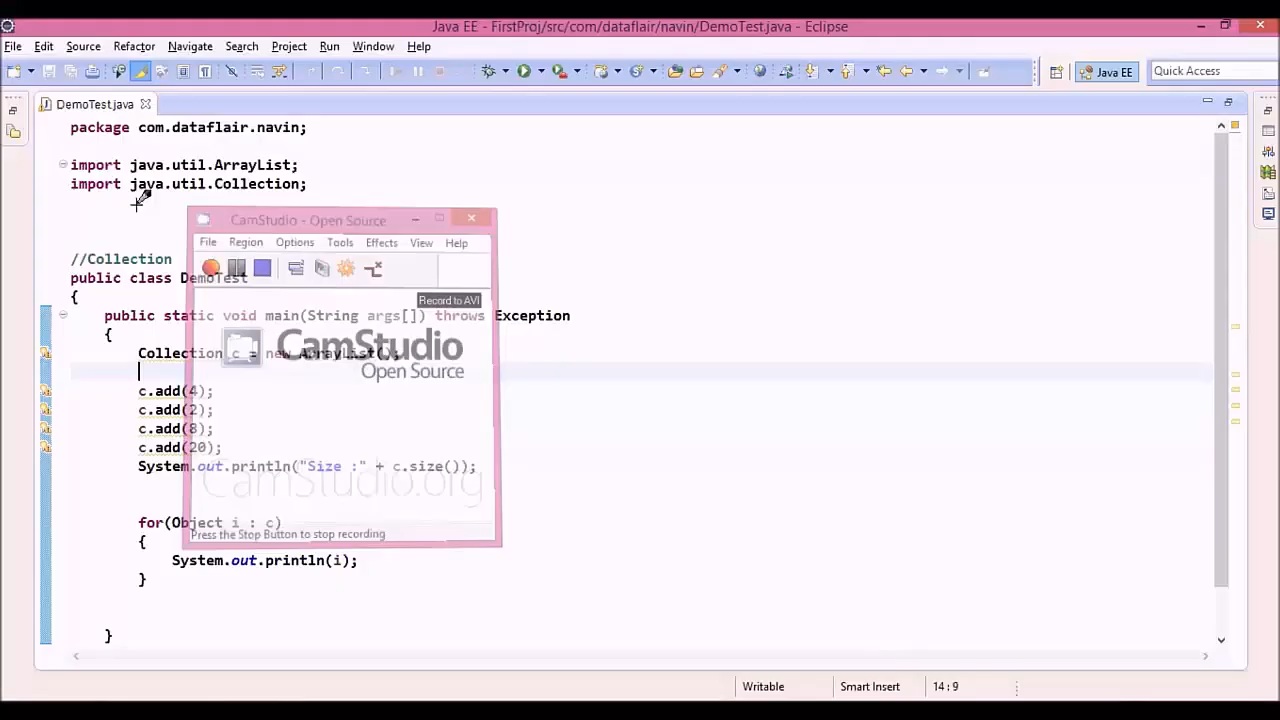 Java EE - FirstProj/src/com/dataflair/navin/DemoTest.java - Eclipse
File Edit Source Refactor Navigate Search Project Run Window Help
Java EE
Quick Access
DemoTest.java
package com.dataflair.navin;
import java.util.ArrayList;
import java.util.Collection;
CamStudio - Open Source
File Region Options Tools Effects View Help
//Collection
public class DemoTest
{
Record to AVI
public static void main(String args[]) throws Exception
{
CamStudio
Open Source
Collection c = new ArrayList();
c.add(4);
c.add(2);
c.add(8);
c.add(20);
System.out.println("Size :" + c.size());
CamStudio.org
for(Object i : c)
Press the Stop Button to stop recording
{
System.out.println(i);
}
}
Writable Smart Insert 14 : 9